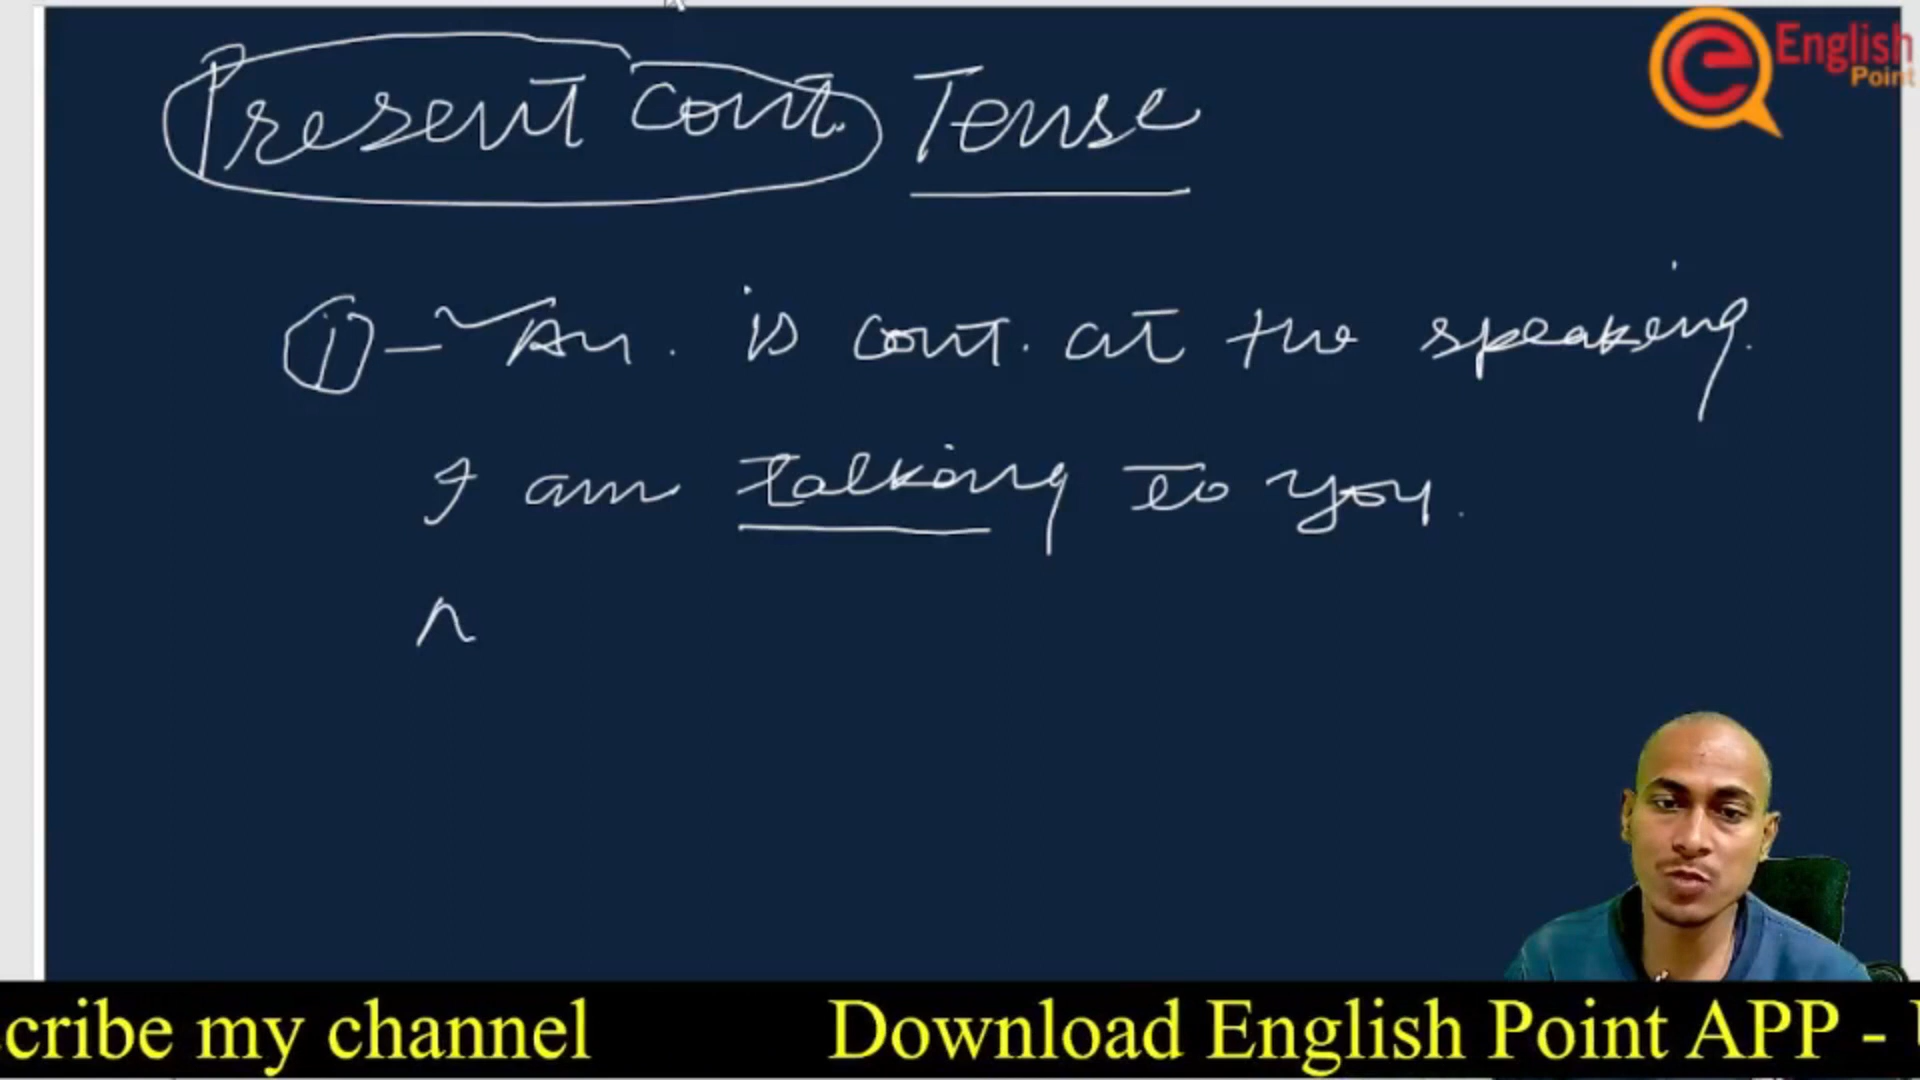 English
Point
Present cont. Tense
① - An. is cont. at the speaking.
I am talking to you.
cribe my channel Download English Point APP -